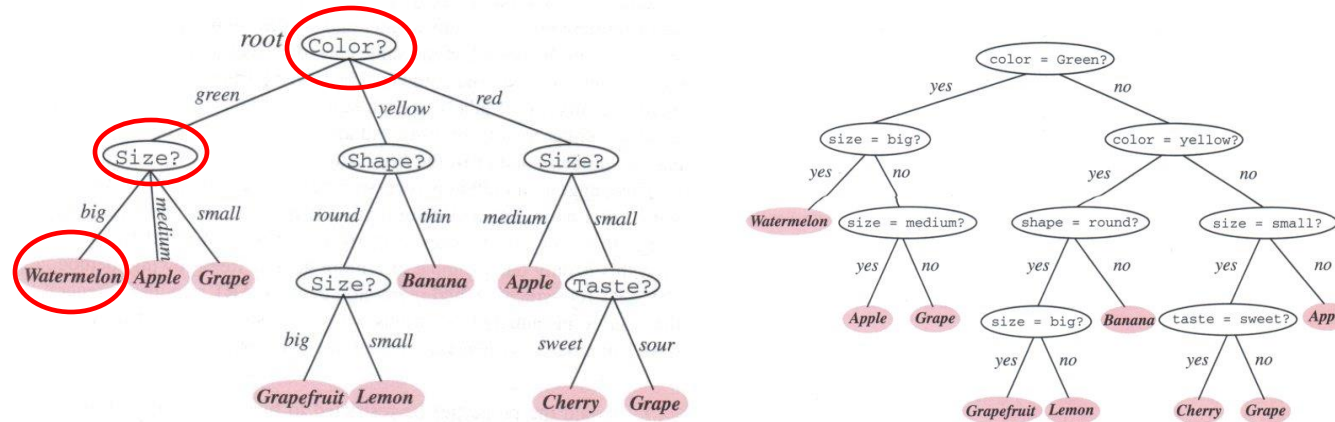 root Color?
green yellow red
Size? Shape? Size?
big medium small round thin medium small
Watermelon Apple Grape Size? Banana Apple Taste?
big small sweet sour
Grapefruit Lemon Cherry Grape
color = Green?
yes no
size = big? color = yellow?
yes no yes no
Watermelon size = medium? shape = round? size = small?
yes no yes no yes no
Apple Grape size = big? Banana taste = sweet? App
yes no yes no
Grapefruit Lemon Cherry Grape